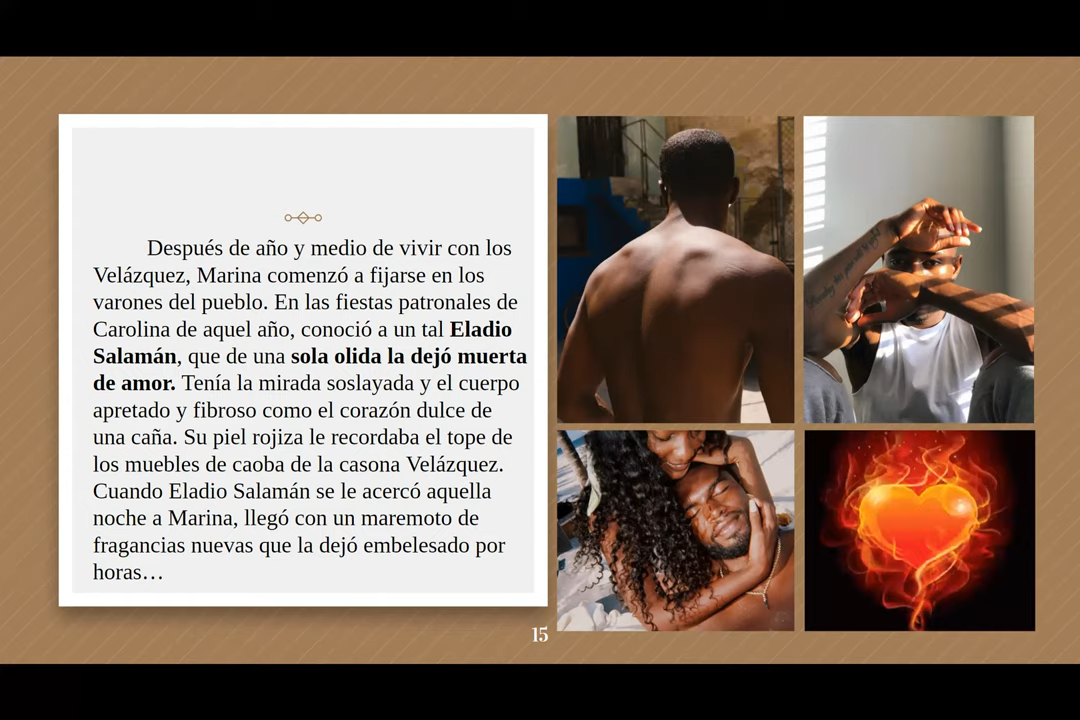 Después de año y medio de vivir con los
Velázquez, Marina comenzó a fijarse en los
varones del pueblo. En las fiestas patronales de
Carolina de aquel año, conoció a un tal Eladio
Salamán, que de una sola olida la dejó muerta
de amor. Tenía la mirada soslayada y el cuerpo
apretado y fibroso como el corazón dulce de
una caña. Su piel rojiza le recordaba el tope de
los muebles de caoba de la casona Velázquez.
Cuando Eladio Salamán se le acercó aquella
noche a Marina, llegó con un maremoto de
fragancias nuevas que la dejó embelesado por
horas…
15